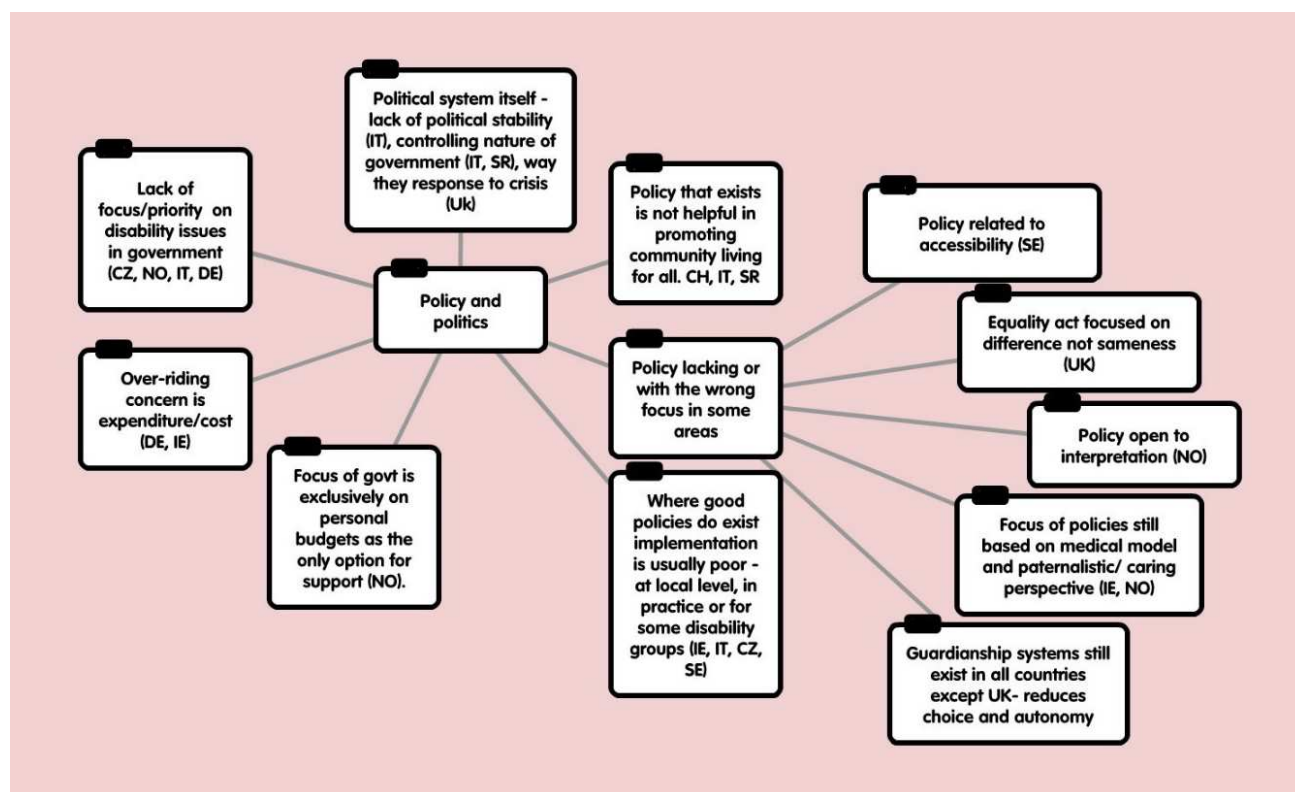 Political system itself -
lack of political stability
(IT), controlling nature of
government (IT, SR), way
they response to crisis
(Uk)
Lack of
focus/priority on
disability issues
in government
(CZ, NO, IT, DE)
Policy that exists
is not helpful in
promoting
community living
for all. CH, IT, SR
Policy related to
accessibility (SE)
Policy and
politics
Equality act focused on
difference not sameness
(UK)
Over-riding
concern is
expenditure/cost
(DE, IE)
Policy lacking or
with the wrong
focus in some
areas
Policy open to
interpretation (NO)
Focus of govt is
exclusively on
personal
budgets as the
only option for
support (NO).
Where good
policies do exist
implementation
is usually poor -
at local level, in
practice or for
some disability
groups (IE, IT, CZ,
SE)
Focus of policies still
based on medical model
and paternalistic/ caring
perspective (IE, NO)
Guardianship systems still
exist in all countries
except UK- reduces
choice and autonomy